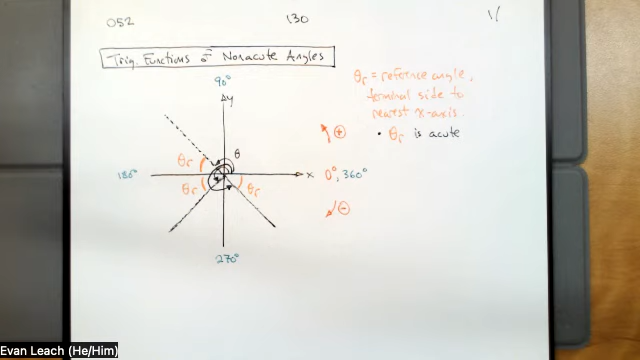 052
130
1/
Trig. Functions of Nonacute Angles
90°
y
θr = reference angle,
terminal side to
nearest x-axis.
• θr is acute
+
θ
θr
180°
x
0°, 360°
θr
θr
−
270°
Evan Leach (He/Him)